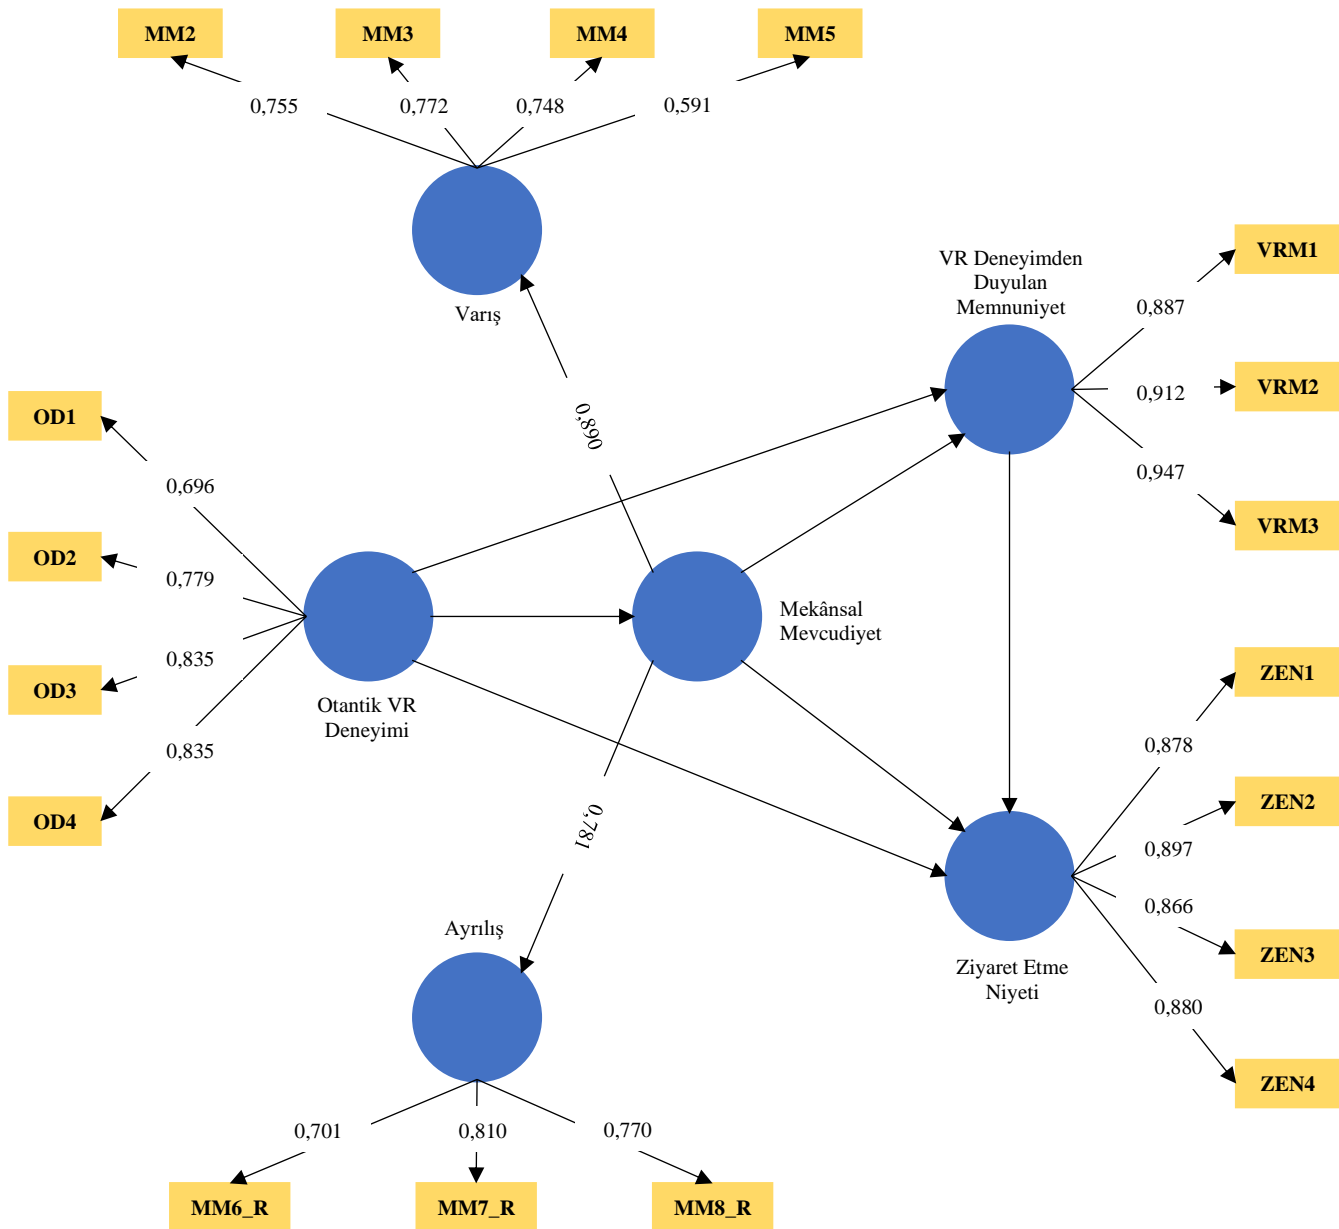 MM2
MM3
MM4
MM5
0,755
0,772
0,748
0,591
Varış
VR Deneyimden
Duyulan
Memnuniyet
VRM1
0,887
VRM2
0,912
VRM3
0,947
0,890
OD1
0,696
OD2
0,779
OD3
0,835
OD4
0,835
Otantik VR
Deneyimi
Mekânsal
Mevcudiyet
0,781
Ayrılış
Ziyaret Etme
Niyeti
ZEN1
0,878
ZEN2
0,897
0,866
ZEN3
0,880
ZEN4
0,701
0,810
0,770
MM6_R
MM7_R
MM8_R